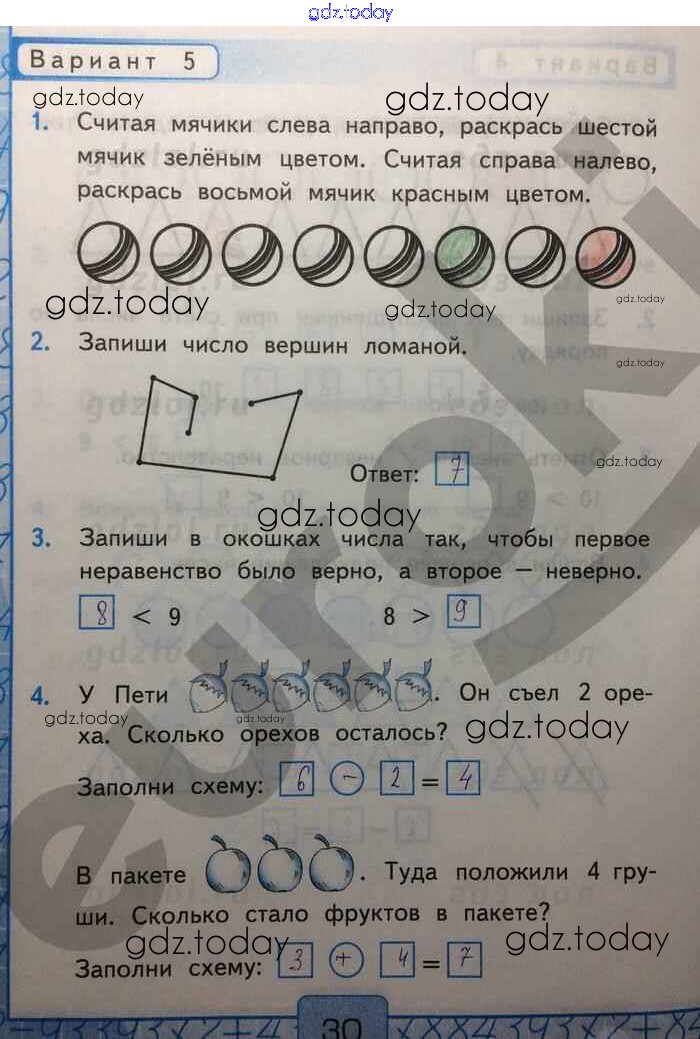 gdz.today
Вариант 5
gdz.today gdz.today
1. Считая мячики слева направо, раскрась шестой
мячик зелёным цветом. Считая справа налево,
раскрась восьмой мячик красным цветом.
gdz.today gdz.today gdz.today
2. Запиши число вершин ломаной.
gdz.today
Ответ: 7
gdz.today
gdz.today
3. Запиши в окошках числа так, чтобы первое
неравенство было верно, а второе — неверно.
8 < 9 8 > 9
4. У Пети . Он съел 2 оре-
gdz.today gdz.today gdz.today
ха. Сколько орехов осталось?
Заполни схему: 6 − 2 = 4
В пакете . Туда положили 4 гру-
ши. Сколько стало фруктов в пакете?
gdz.today gdz.today
Заполни схему: 3 + 4 = 7
30
euroki